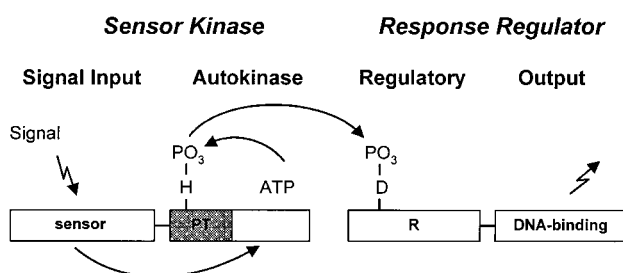 Sensor Kinase Response Regulator
Signal Input Autokinase Regulatory Output
Signal
PO3 PO3
H ATP D
sensor PT R DNA-binding